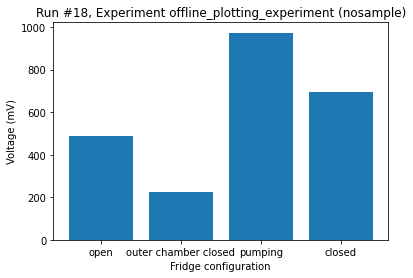 Run #18, Experiment offline_plotting_experiment (nosample)
1000
800
600
400
200
0
Voltage (mV)
open outer chamber closed pumping closed
Fridge configuration